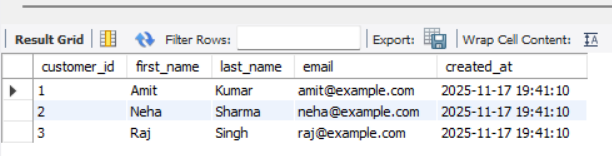 Result Grid Filter Rows: Export: Wrap Cell Content: IA
customer_id first_name last_name email created_at
1 Amit Kumar amit@example.com 2025-11-17 19:41:10
2 Neha Sharma neha@example.com 2025-11-17 19:41:10
3 Raj Singh raj@example.com 2025-11-17 19:41:10